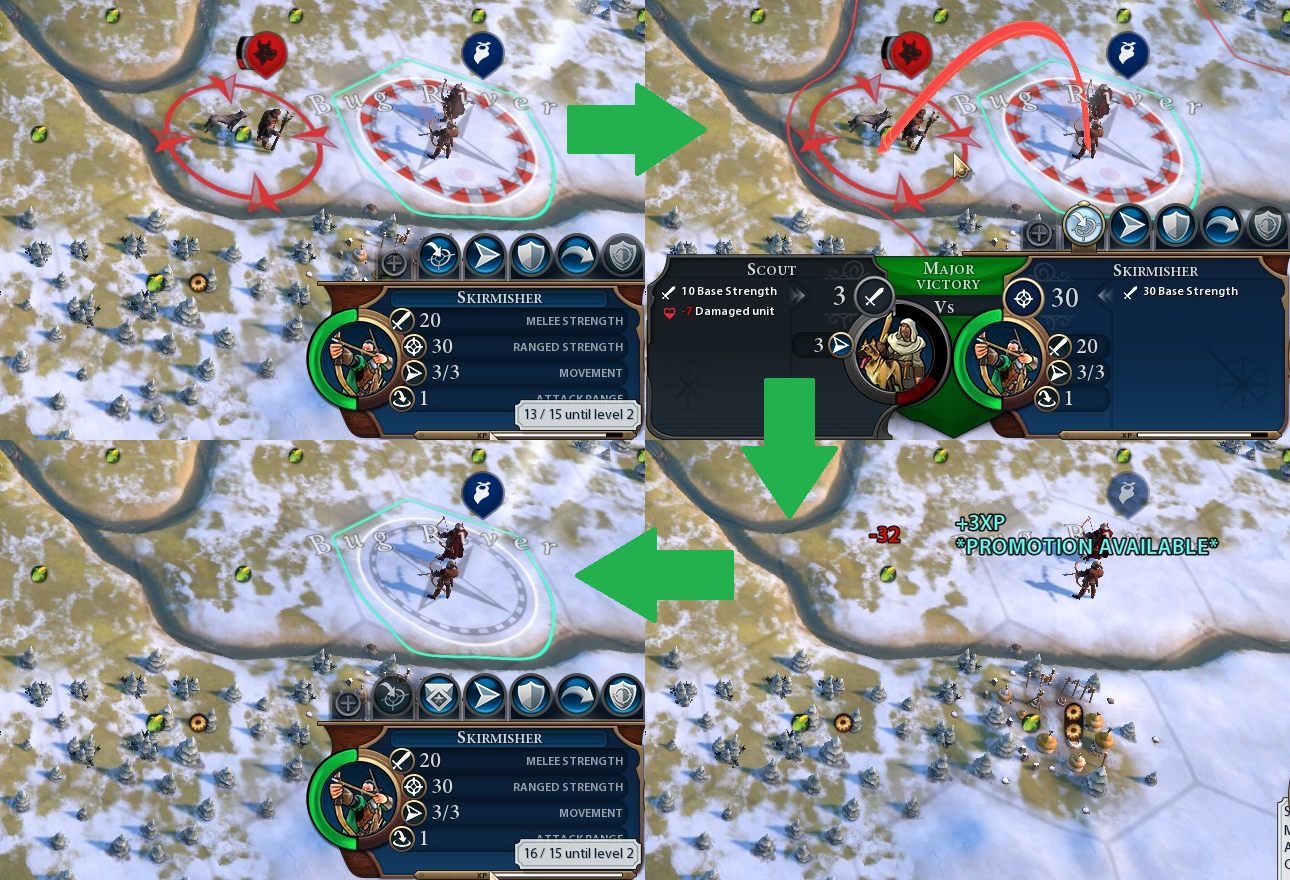 Bug River
SKIRMISHER
20 MELEE STRENGTH
30 RANGED STRENGTH
3/3 MOVEMENT
1 ATTACK RANGE
13 / 15 until level 2
XP
Bug River
SCOUT
10 Base Strength
-7 Damaged unit
3
3
MAJOR
VICTORY
Vs
SKIRMISHER
30
30 Base Strength
20
3/3
1
XP
-32
+3XP
*PROMOTION AVAILABLE*
Bug River
SKIRMISHER
20 MELEE STRENGTH
30 RANGED STRENGTH
3/3 MOVEMENT
1 ATTACK RANGE
16 / 15 until level 2
XP